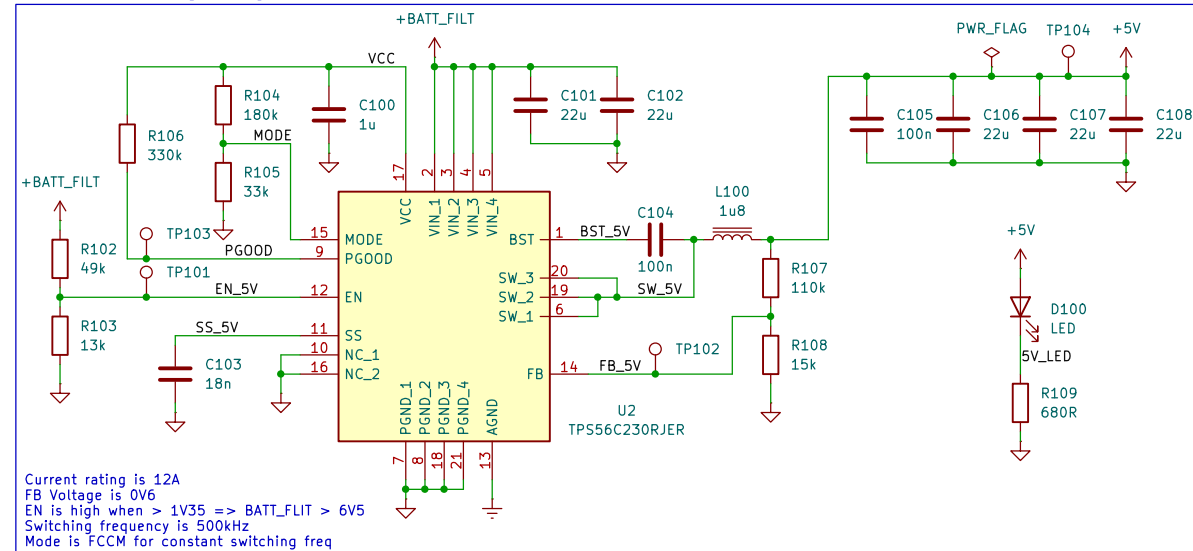 +BATT_FILT
VCC
R104
180k
MODE
R105
33k
R106
330k
C100
1u
C101
22u
C102
22u
PWR_FLAG
TP104
+5V
C105
100n
C106
22u
C107
22u
C108
22u
+BATT_FILT
R102
49k
R103
13k
TP103
PGOOD
TP101
EN_5V
SS_5V
C103
18n
17
2
3
4
5
VCC
VIN_1
VIN_2
VIN_3
VIN_4
15
MODE
9
PGOOD
12
EN
11
SS
10
NC_1
16
NC_2
BST
1
SW_3
20
SW_2
19
SW_1
6
FB
14
PGND_1
PGND_2
PGND_3
PGND_4
AGND
7
8
18
21
13
U2
TPS56C230RJER
BST_5V
C104
100n
L100
1u8
SW_5V
R107
110k
R108
15k
FB_5V
TP102
+5V
D100
LED
5V_LED
R109
680R
Current rating is 12A
FB Voltage is 0V6
EN is high when > 1V35 => BATT_FLIT > 6V5
Switching frequency is 500kHz
Mode is FCCM for constant switching freq